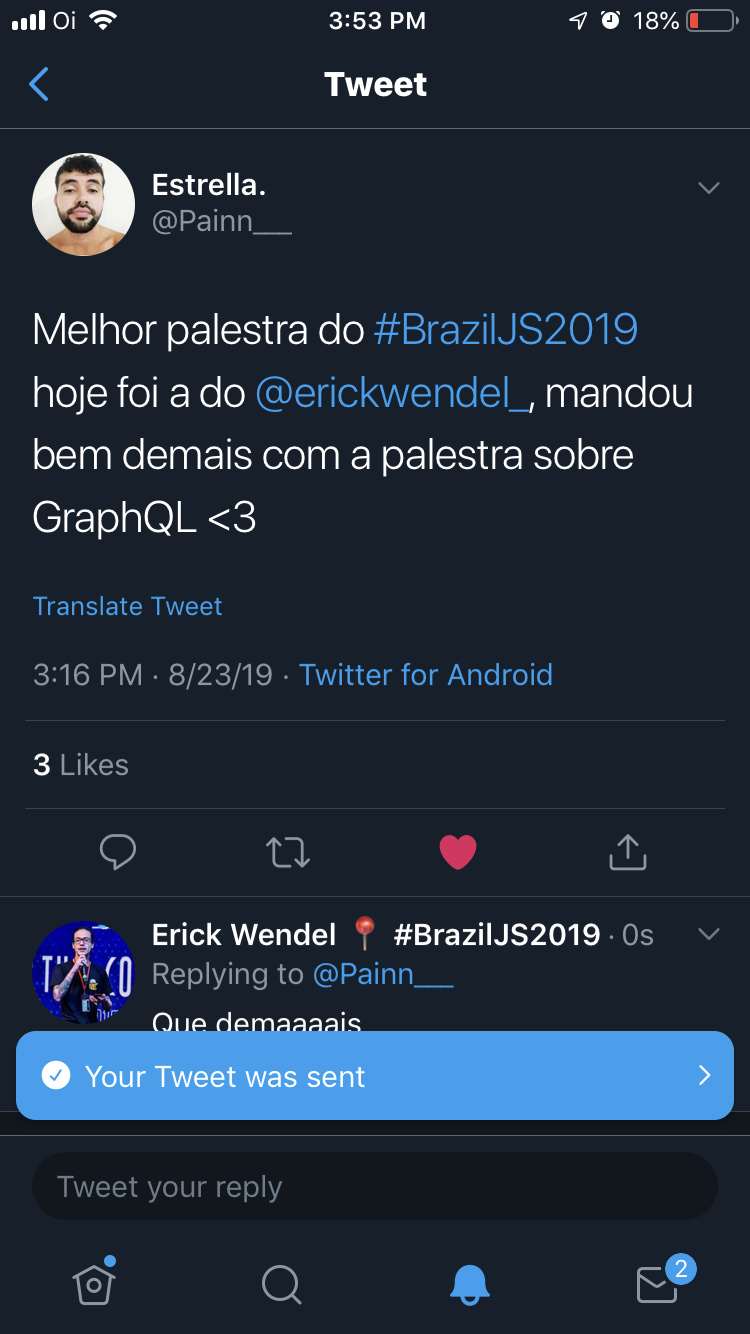 Oi 3:53 PM 18%
Tweet
Estrella.
@Painn___
Melhor palestra do #BrazilJS2019
hoje foi a do @erickwendel_, mandou
bem demais com a palestra sobre
GraphQL <3
Translate Tweet
3:16 PM · 8/23/19 · Twitter for Android
3 Likes
Erick Wendel 📍 #BrazilJS2019 · 0s
Replying to @Painn___
Que demaaaais
Your Tweet was sent
Tweet your reply
2